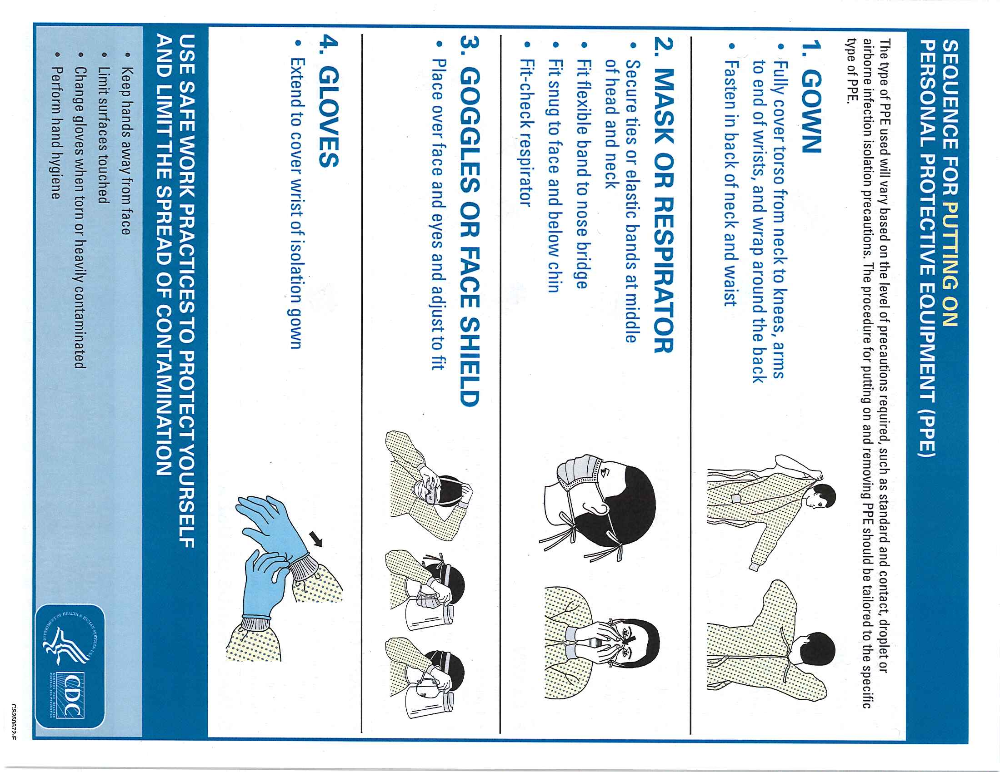 SEQUENCE FOR PUTTING ON
PERSONAL PROTECTIVE EQUIPMENT (PPE)
The type of PPE used will vary based on the level of precautions required, such as standard and contact, droplet or
airborne infection isolation precautions. The procedure for putting on and removing PPE should be tailored to the specific
type of PPE.
1. GOWN
• Fully cover torso from neck to knees, arms
to end of wrists, and wrap around the back
• Fasten in back of neck and waist
2. MASK OR RESPIRATOR
• Secure ties or elastic bands at middle
of head and neck
• Fit flexible band to nose bridge
• Fit snug to face and below chin
• Fit-check respirator
3. GOGGLES OR FACE SHIELD
• Place over face and eyes and adjust to fit
4. GLOVES
• Extend to cover wrist of isolation gown
USE SAFE WORK PRACTICES TO PROTECT YOURSELF
AND LIMIT THE SPREAD OF CONTAMINATION
• Keep hands away from face
• Limit surfaces touched
• Change gloves when torn or heavily contaminated
• Perform hand hygiene
DEPARTMENT OF HEALTH & HUMAN SERVICES USA
CDC
CENTERS FOR DISEASE
CONTROL AND PREVENTION
CS250672-E